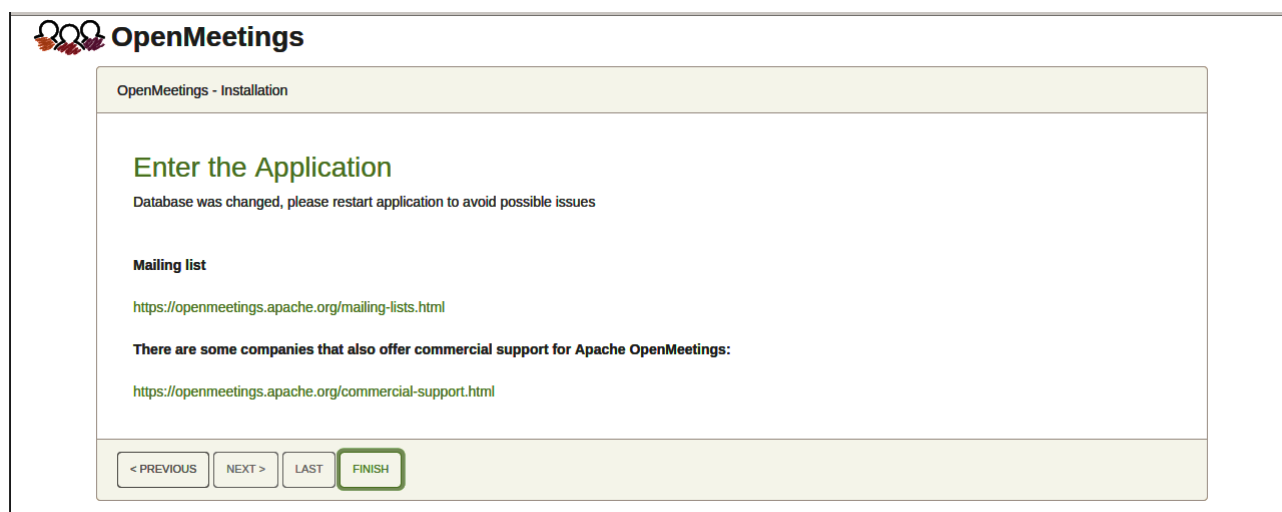 OpenMeetings
OpenMeetings - Installation
Enter the Application
Database was changed, please restart application to avoid possible issues
Mailing list
https://openmeetings.apache.org/mailing-lists.html
There are some companies that also offer commercial support for Apache OpenMeetings:
https://openmeetings.apache.org/commercial-support.html
< PREVIOUS NEXT > LAST FINISH